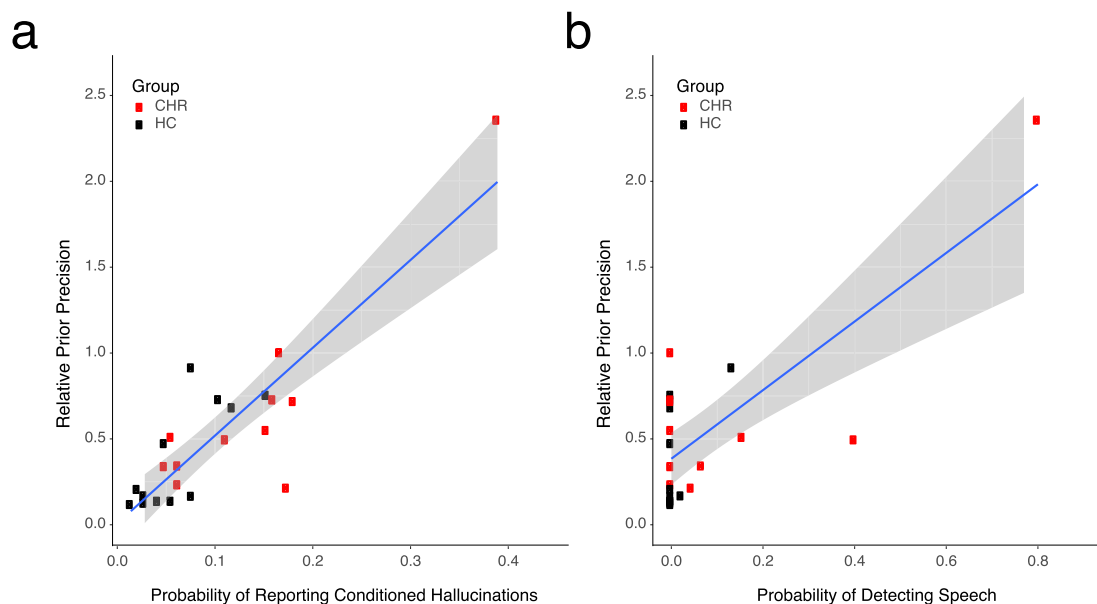 a
Group
CHR
HC
2.5
2.0
1.5
1.0
0.5
0.0
Relative Prior Precision
0.0 0.1 0.2 0.3 0.4
Probability of Reporting Conditioned Hallucinations
b
Group
CHR
HC
2.5
2.0
1.5
1.0
0.5
0.0
Relative Prior Precision
0.0 0.2 0.4 0.6 0.8
Probability of Detecting Speech